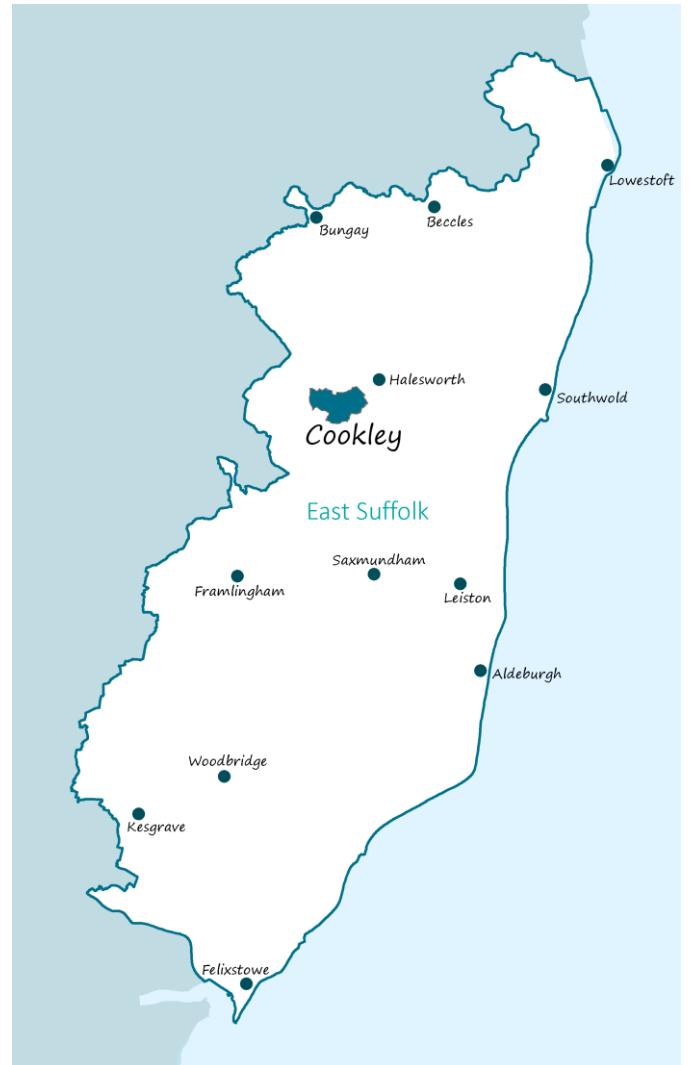 Lowestoft
Beccles
Bungay
Halesworth
Southwold
Cookley
East Suffolk
Saxmundham
Framlingham
Leiston
Aldeburgh
Woodbridge
Kesgrave
Felixstowe